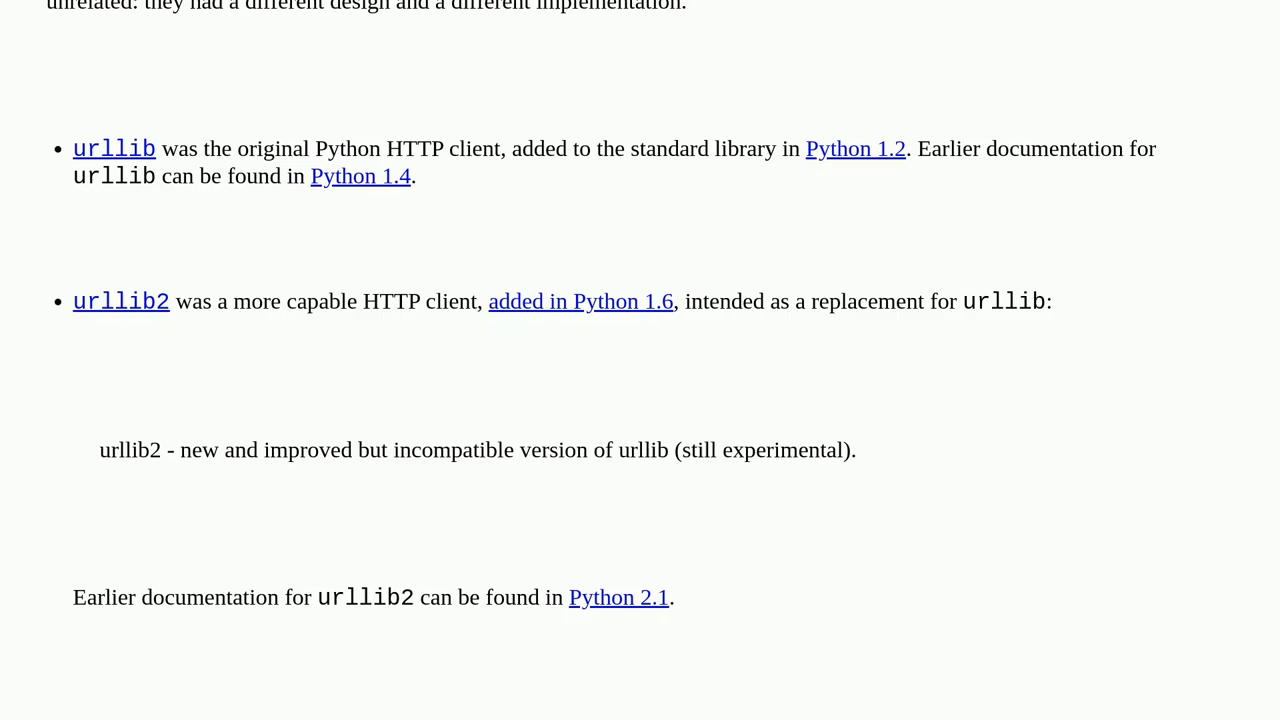 unrelated: they had a different design and a different implementation.
• urllib was the original Python HTTP client, added to the standard library in Python 1.2. Earlier documentation for
urllib can be found in Python 1.4.
• urllib2 was a more capable HTTP client, added in Python 1.6, intended as a replacement for urllib:
urllib2 - new and improved but incompatible version of urllib (still experimental).
Earlier documentation for urllib2 can be found in Python 2.1.